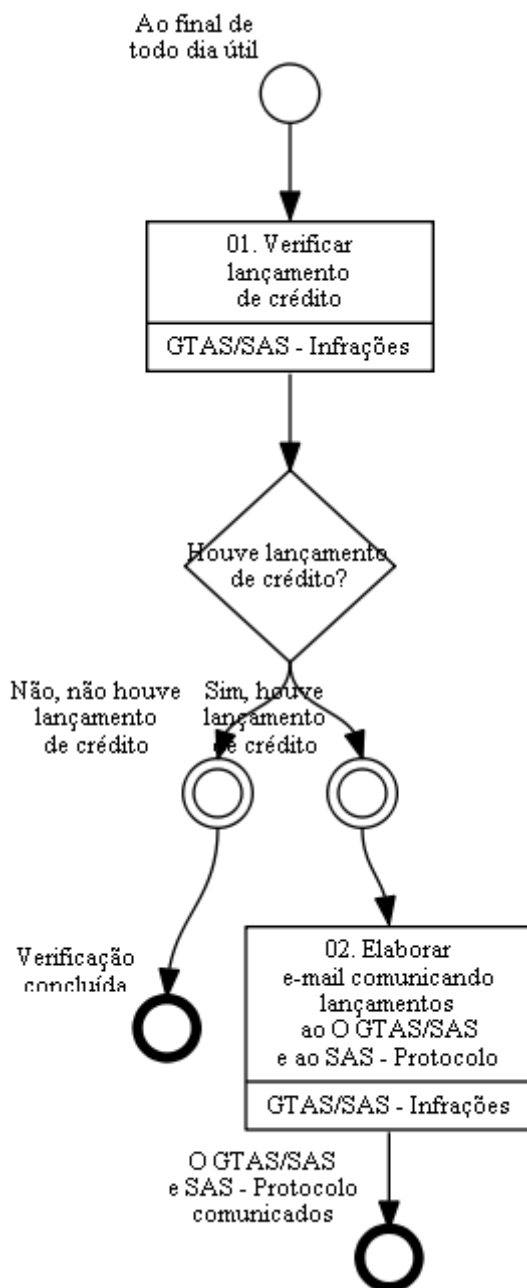 Ao final de
todo dia útil
01. Verificar
lançamento
de crédito
GTAS/SAS - Infrações
Houve lançamento
de crédito?
Não, não houve
lançamento
de crédito
Sim, houve
lançamento
de crédito
Verificação
concluída
02. Elaborar
e-mail comunicando
lançamentos
ao O GTAS/SAS
e ao SAS - Protocolo
GTAS/SAS - Infrações
O GTAS/SAS
e SAS - Protocolo
comunicados